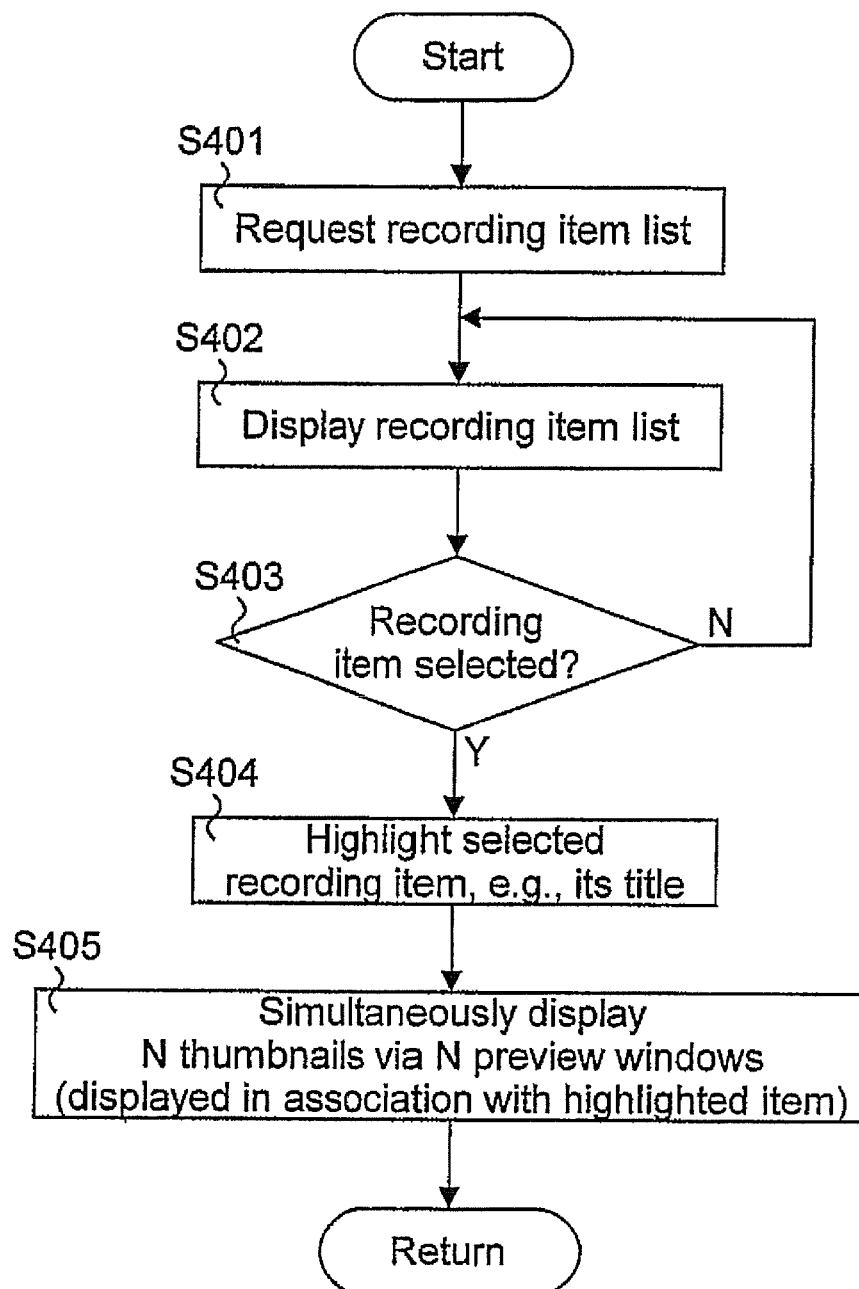 Start
S401
Request recording item list
S402
Display recording item list
S403
Recording
item selected?
N
Y
S404
Highlight selected
recording item, e.g., its title
S405
Simultaneously display
N thumbnails via N preview windows
(displayed in association with highlighted item)
Return